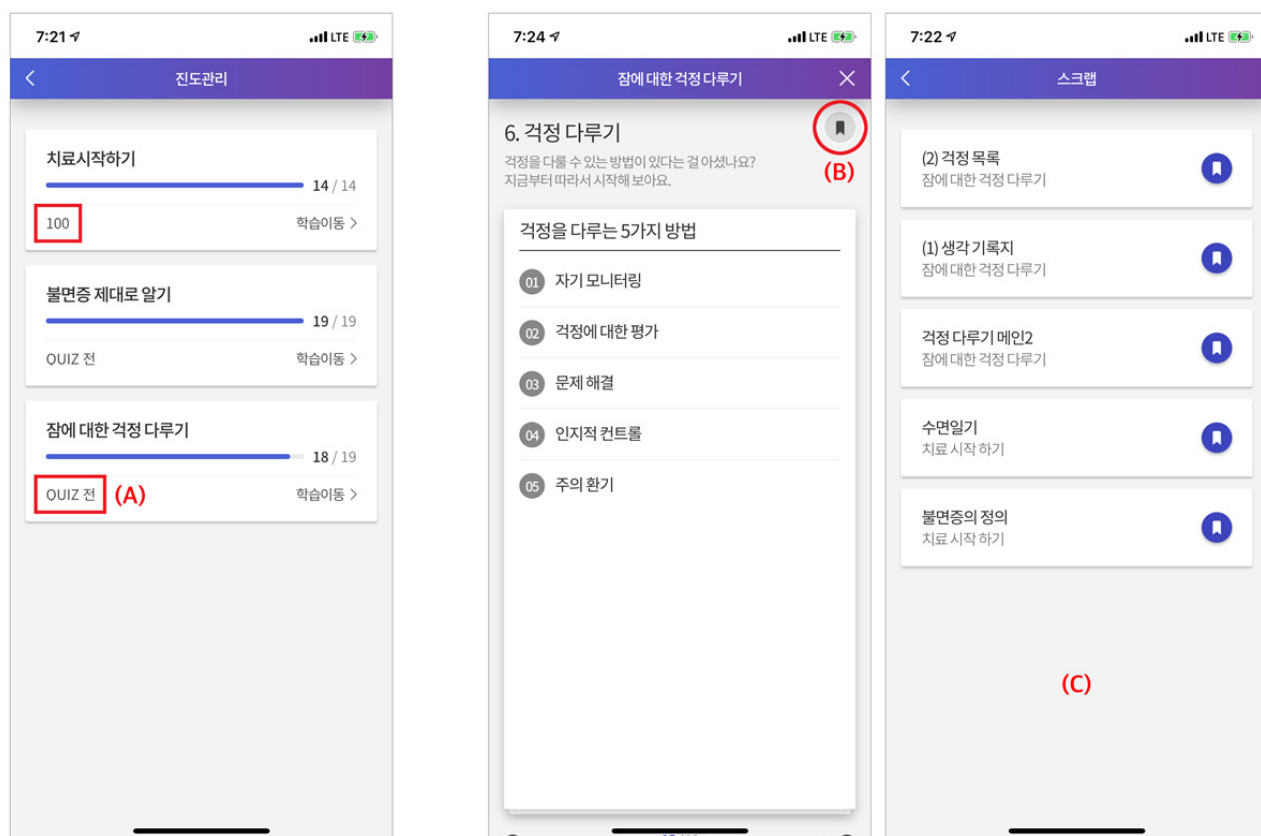 7:21
LTE
진도관리
치료시작하기
14 / 14
100
학습이동 >
불면증 제대로 알기
19 / 19
QUIZ 전
학습이동 >
잠에 대한 걱정 다루기
18 / 19
QUIZ 전
(A)
학습이동 >
7:24
LTE
잠에 대한 걱정 다루기
6. 걱정 다루기
걱정을 다룰 수 있는 방법이 있다는 걸 아셨나요?
지금부터 따라서 시작해 보아요.
(B)
걱정을 다루는 5가지 방법
01 자기 모니터링
02 걱정에 대한 평가
03 문제 해결
04 인지적 컨트롤
05 주의 환기
7:22
LTE
스크랩
(2) 걱정 목록
잠에 대한 걱정 다루기
(1) 생각 기록지
잠에 대한 걱정 다루기
걱정 다루기 메인2
잠에 대한 걱정 다루기
수면일기
치료 시작 하기
불면증의 정의
치료 시작 하기
(C)